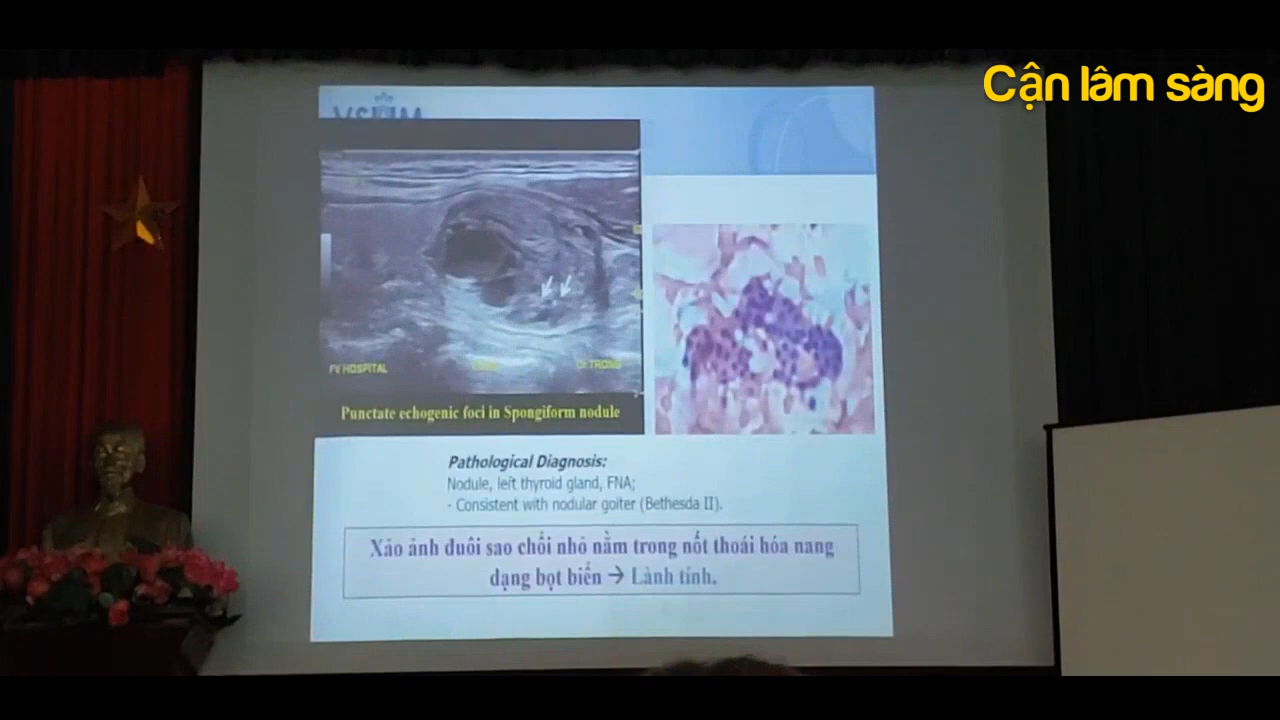 Cận lâm sàng
FV HOSPITAL
Dr TRONG
Punctate echogenic foci in Spongiform nodule
Pathological Diagnosis:
Nodule, left thyroid gland, FNA;
- Consistent with nodular goiter (Bethesda II).
Xảo ảnh đuôi sao chổi nhỏ nằm trong nốt thoái hóa nang
dạng bọt biển → Lành tính.